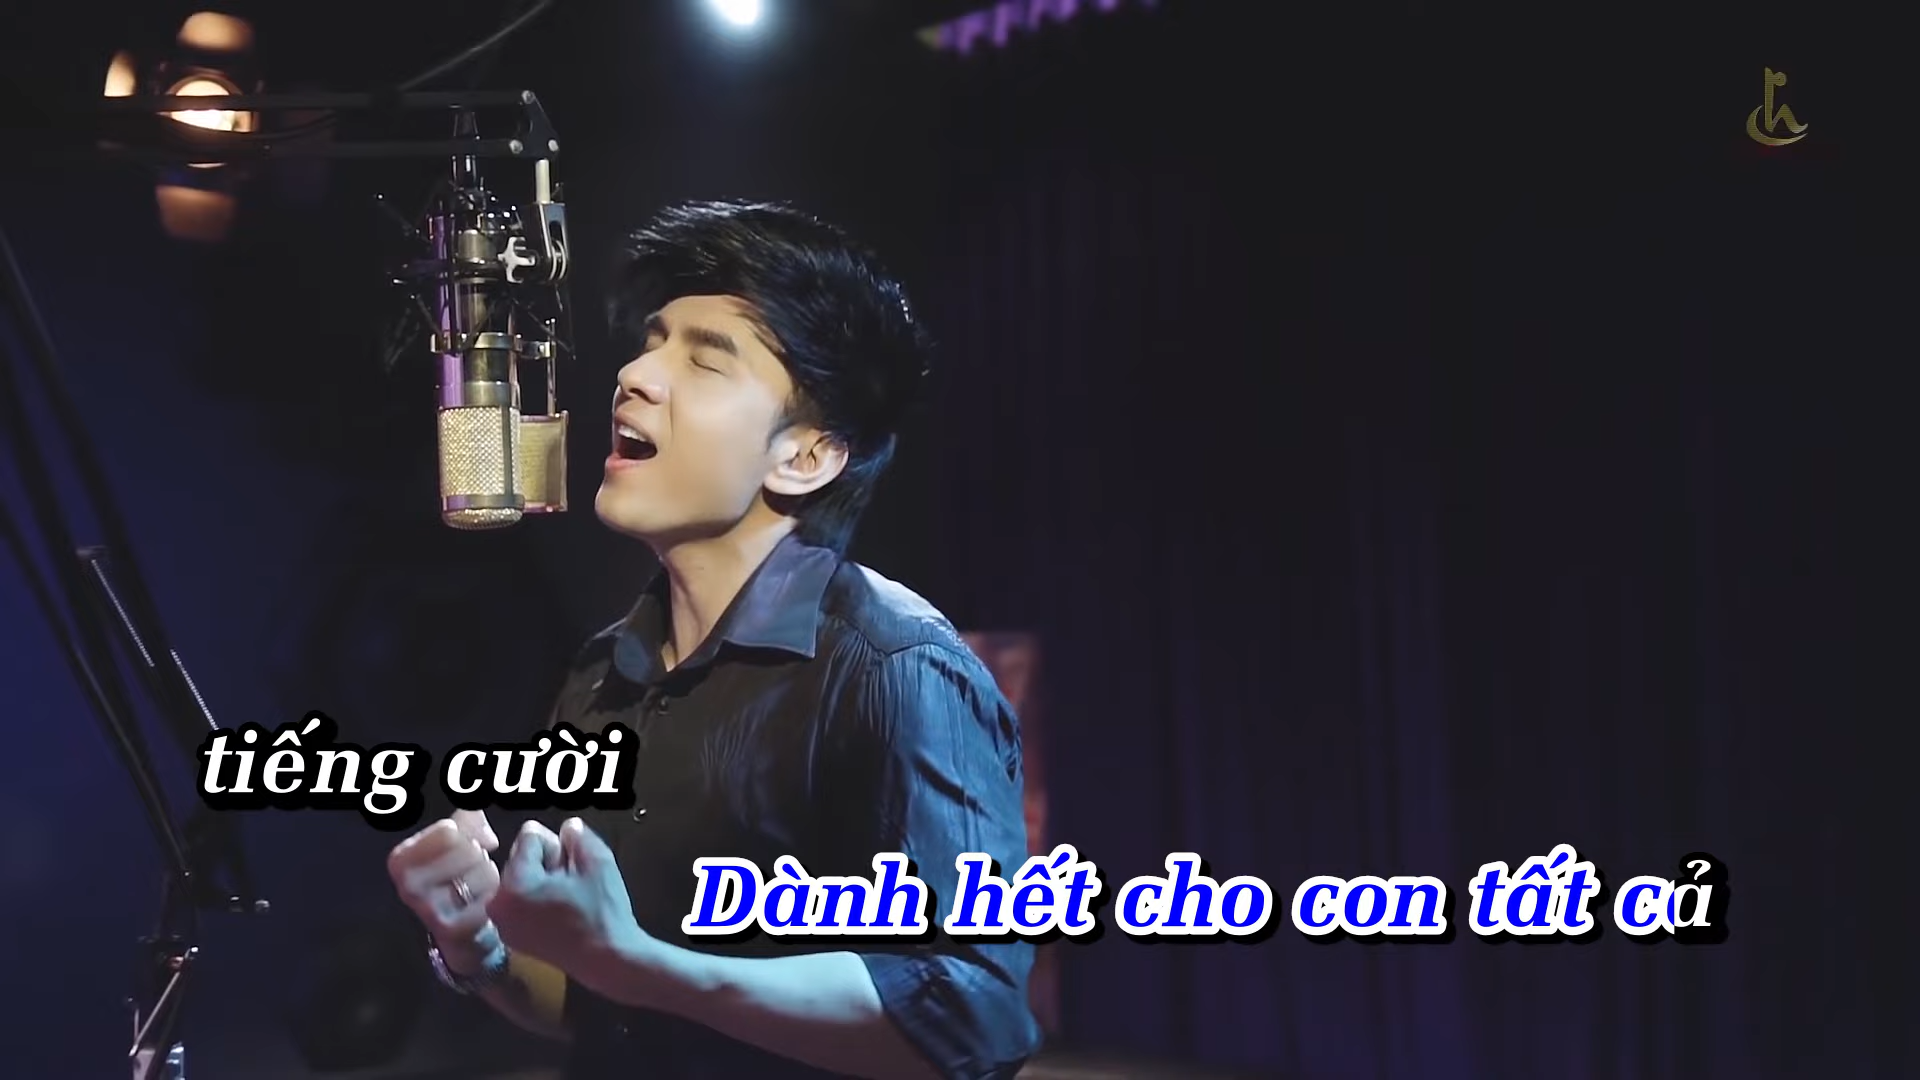 tiếng cười
Dành hết cho con tất cả